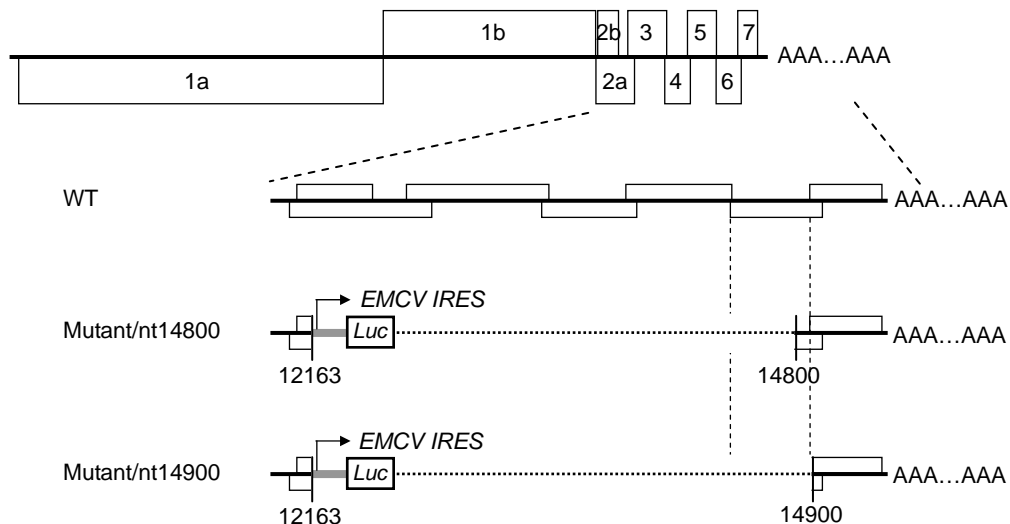 1b 2b 3 5 7
AAA...AAA
1a 2a 4 6
WT AAA...AAA
EMCV IRES
Mutant/nt14800 Luc AAA...AAA
12163 14800
EMCV IRES
Mutant/nt14900 Luc AAA...AAA
12163 14900